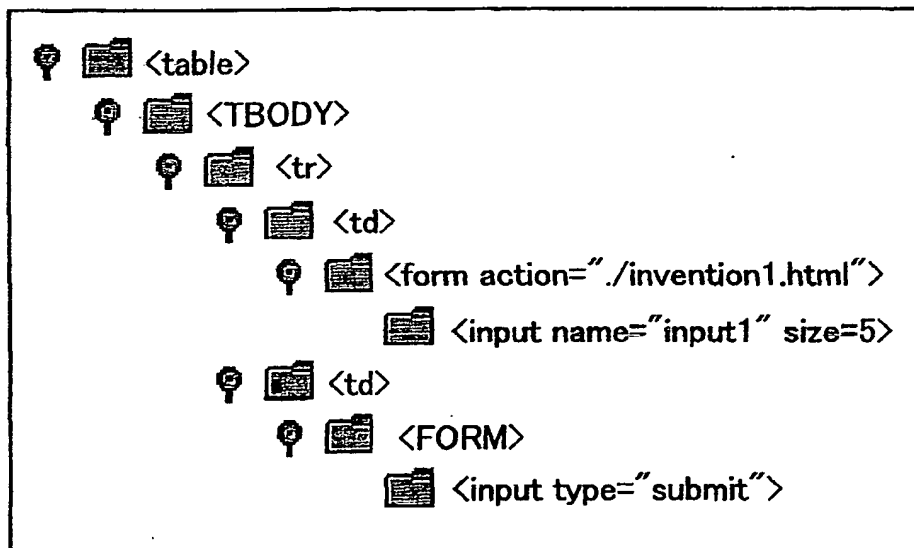 <table>
<TBODY>
<tr>
<td>
<form action="./invention1.html">
<input name="input1" size=5>
<td>
<FORM>
<input type="submit">